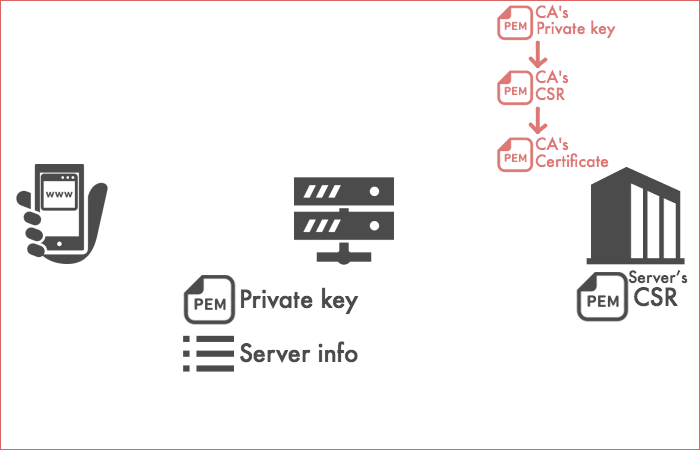 CA's
PEM
Private key
CA's
PEM
CSR
CA's
PEM
Certificate
www
PEM
Private key
Server info
Server's
PEM
CSR